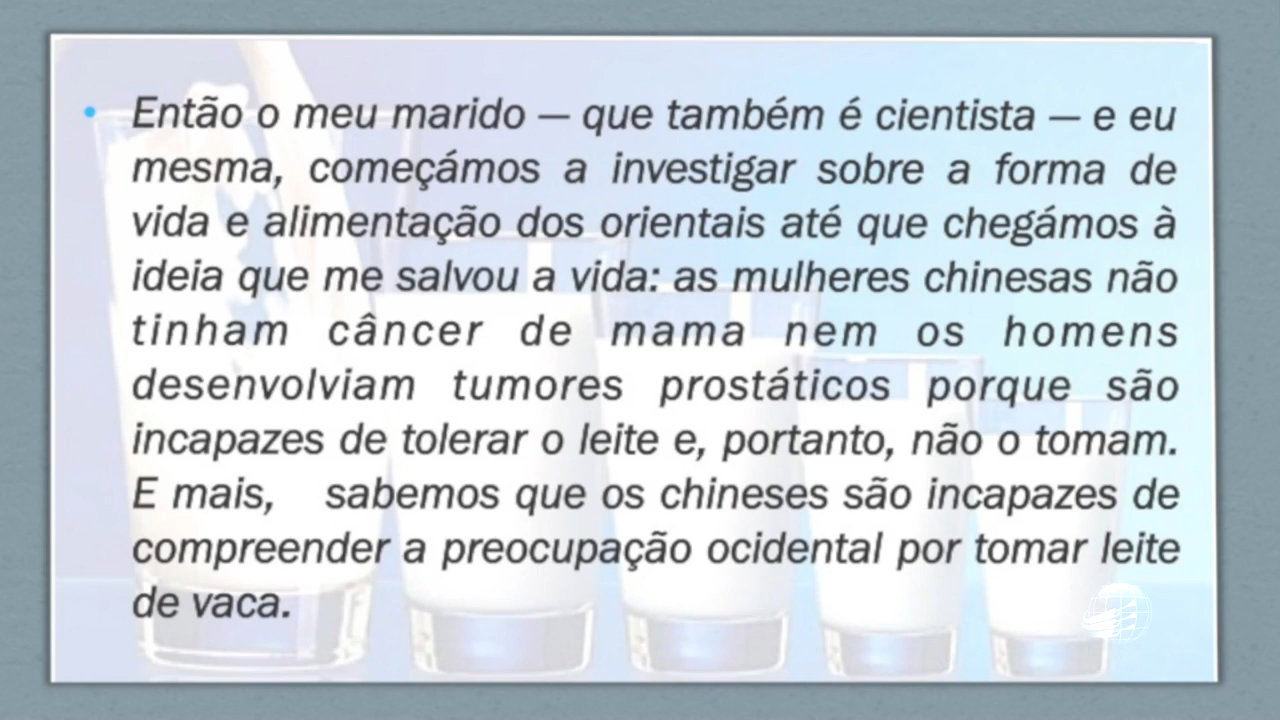 • Então o meu marido — que também é cientista — e eu
mesma, começámos a investigar sobre a forma de
vida e alimentação dos orientais até que chegámos à
ideia que me salvou a vida: as mulheres chinesas não
tinham câncer de mama nem os homens
desenvolviam tumores prostáticos porque são
incapazes de tolerar o leite e, portanto, não o tomam.
E mais, sabemos que os chineses são incapazes de
compreender a preocupação ocidental por tomar leite
de vaca.